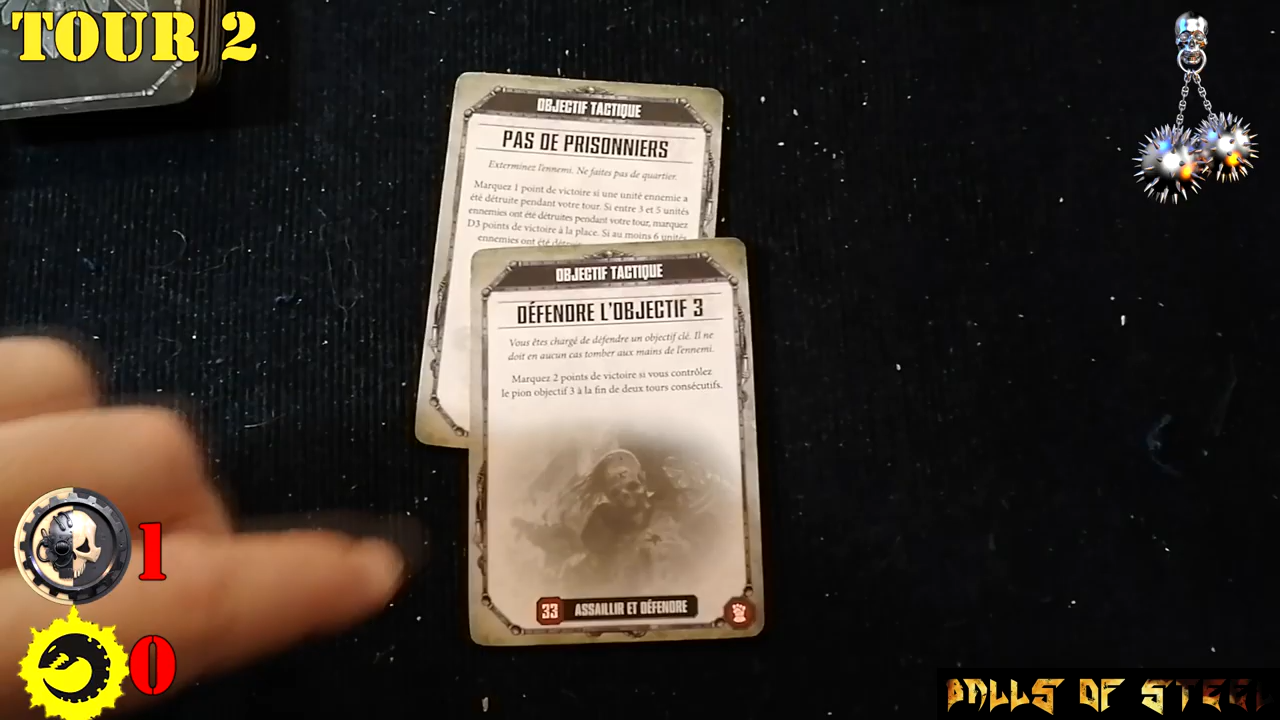 TOUR 2
OBJECTIF TACTIQUE
PAS DE PRISONNIERS
Exterminez l'ennemi. Ne faites pas de quartier.
Marquez 1 point de victoire si une unité ennemie a
été détruite pendant votre tour. Si entre 3 et 5 unités
ennemies ont été détruites pendant votre tour, marquez
D3 points de victoire à la place. Si au moins 6 unités
ennemies ont été
OBJECTIF TACTIQUE
DÉFENDRE L'OBJECTIF 3
Vous êtes chargé de défendre un objectif clé. Il ne
doit en aucun cas tomber aux mains de l'ennemi.
Marquez 2 points de victoire si vous contrôlez
le pion objectif 3 à la fin de deux tours consécutifs.
33 ASSAILLIR ET DÉFENDRE
1
0
BALLS OF STEEL